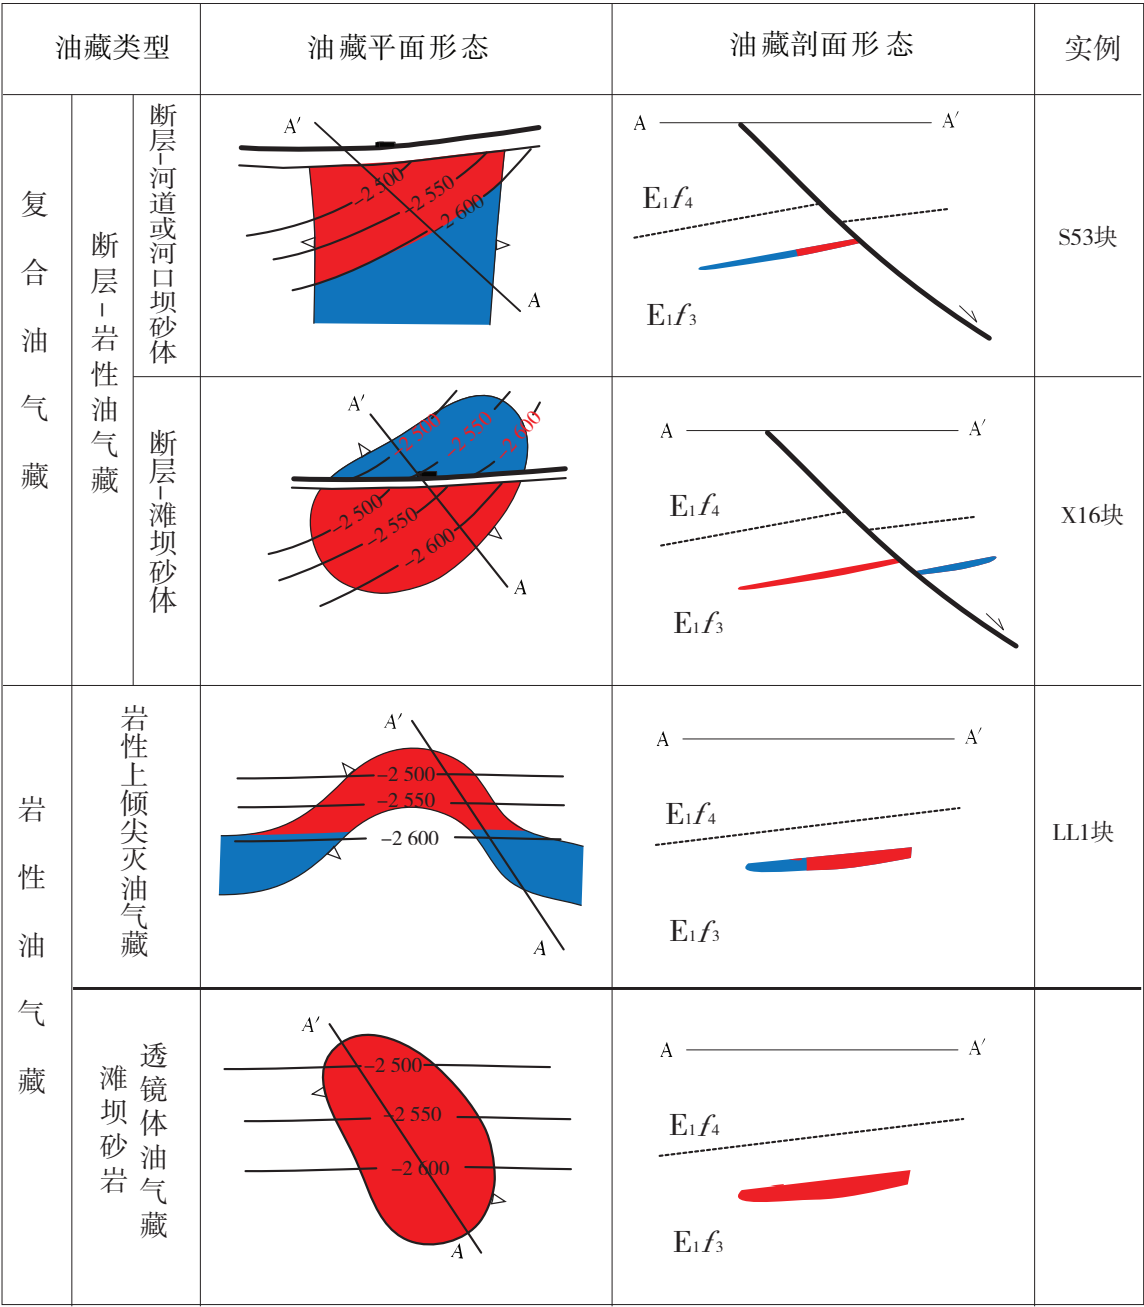 油藏类型
油藏平面形态
油藏剖面形态
实例
复合油气藏
断层-岩性油气藏
断层-河道或河口坝砂体
A′
-2 500
-2 550
-2 600
A
A
A′
E₁f₄
E₁f₃
S53块
断层-滩坝砂体
A′
-2 500
-2 550
-2 600
-2 500
-2 550
-2 600
A
A
A′
E₁f₄
E₁f₃
X16块
岩性油气藏
岩性上倾尖灭油气藏
A′
-2 500
-2 550
-2 600
A
A
A′
E₁f₄
E₁f₃
LL1块
滩坝砂岩
透镜体油气藏
A′
-2 500
-2 550
-2 600
A
A
A′
E₁f₄
E₁f₃